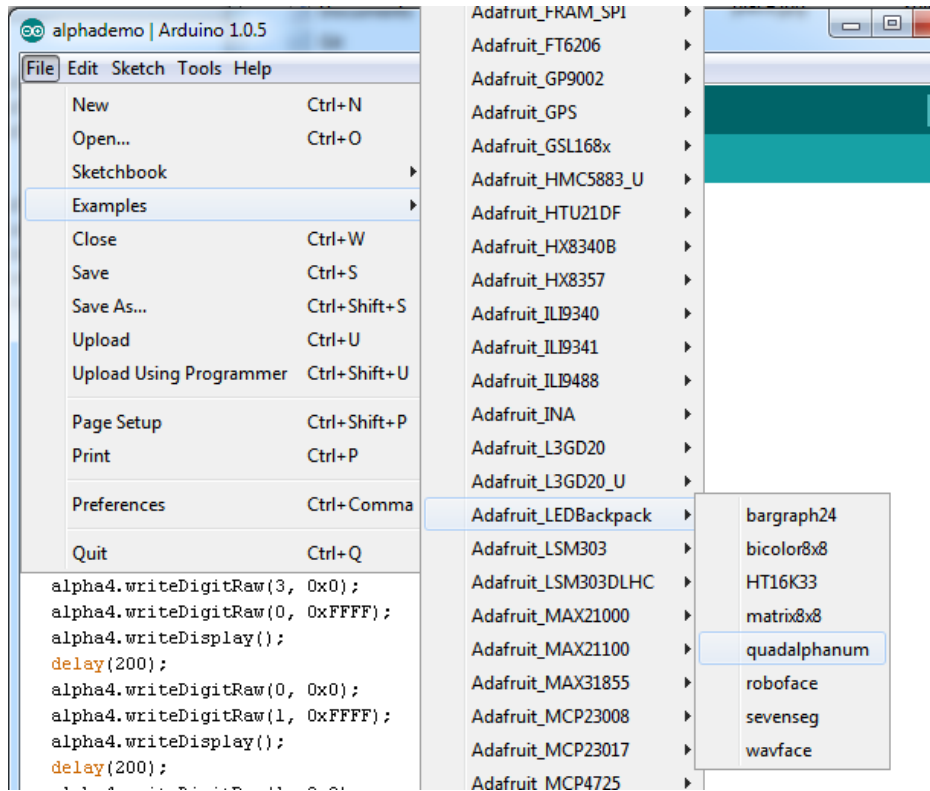 alphademo | Arduino 1.0.5
File Edit Sketch Tools Help
New Ctrl+N
Open... Ctrl+O
Sketchbook
Examples
Close Ctrl+W
Save Ctrl+S
Save As... Ctrl+Shift+S
Upload Ctrl+U
Upload Using Programmer Ctrl+Shift+U
Page Setup Ctrl+Shift+P
Print Ctrl+P
Preferences Ctrl+Comma
Quit Ctrl+Q
alpha4.writeDigitRaw(3, 0x0);
alpha4.writeDigitRaw(0, 0xFFFF);
alpha4.writeDisplay();
delay(200);
alpha4.writeDigitRaw(0, 0x0);
alpha4.writeDigitRaw(1, 0xFFFF);
alpha4.writeDisplay();
delay(200);
Adafruit_FRAM_SPI
Adafruit_FT6206
Adafruit_GP9002
Adafruit_GPS
Adafruit_GSL168x
Adafruit_HMC5883_U
Adafruit_HTU21DF
Adafruit_HX8340B
Adafruit_HX8357
Adafruit_ILI9340
Adafruit_ILI9341
Adafruit_ILI9488
Adafruit_INA
Adafruit_L3GD20
Adafruit_L3GD20_U
Adafruit_LEDBackpack
Adafruit_LSM303
Adafruit_LSM303DLHC
Adafruit_MAX21000
Adafruit_MAX21100
Adafruit_MAX31855
Adafruit_MCP23008
Adafruit_MCP23017
Adafruit_MCP4725
bargraph24
bicolor8x8
HT16K33
matrix8x8
quadalphanum
roboface
sevenseg
wavface